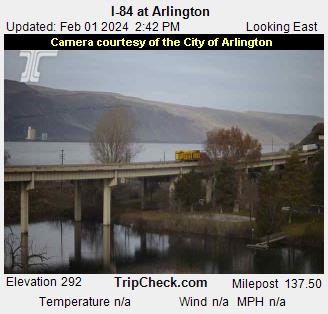 I-84 at Arlington
Updated: Feb 01 2024 2:42 PM Looking East
Camera courtesy of the City of Arlington
Elevation 292 TripCheck.com Milepost 137.50
Temperature n/a Wind n/a MPH n/a